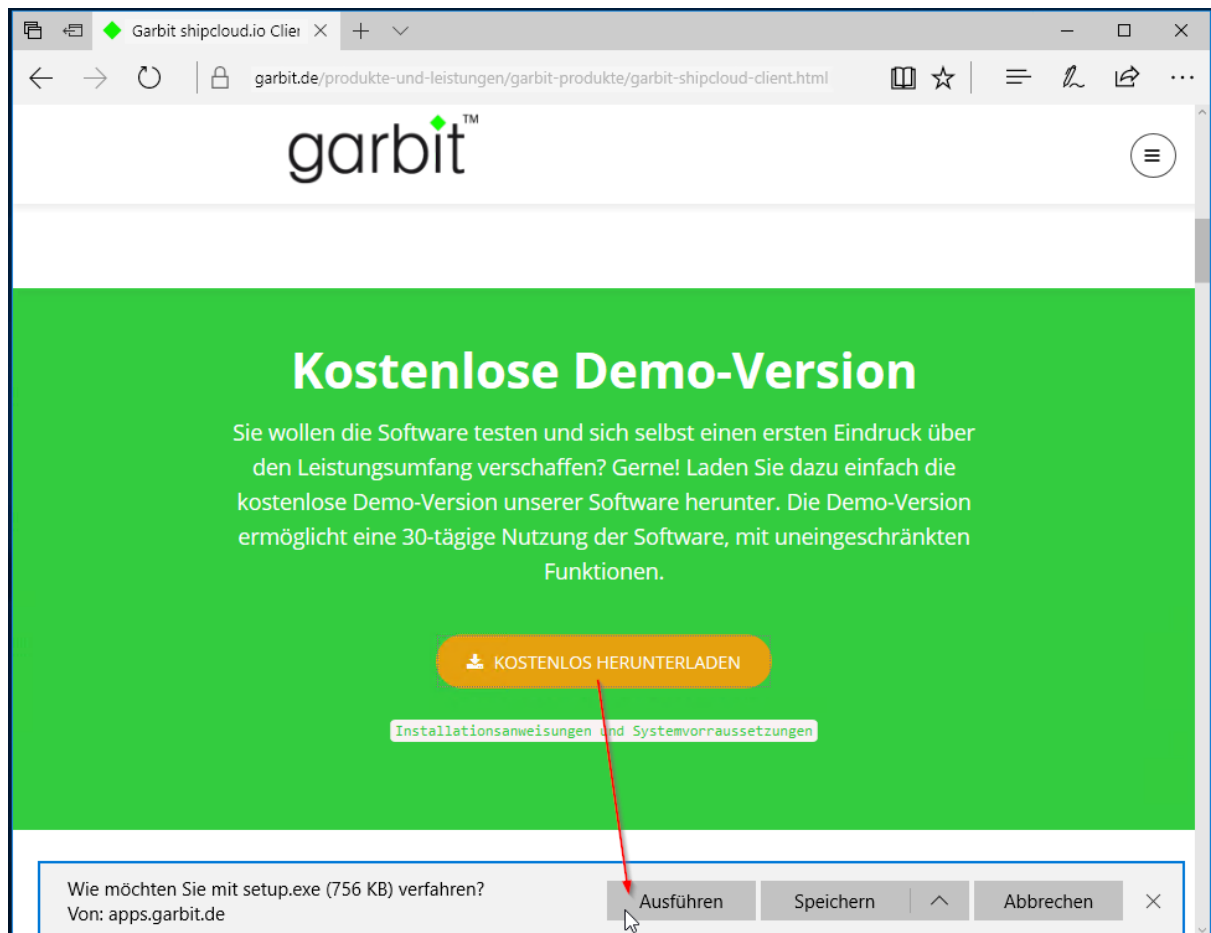 Garbit shipcloud.io Clier
garbit.de/produkte-und-leistungen/garbit-produkte/garbit-shipcloud-client.html
garbit™
Kostenlose Demo-Version
Sie wollen die Software testen und sich selbst einen ersten Eindruck über
den Leistungsumfang verschaffen? Gerne! Laden Sie dazu einfach die
kostenlose Demo-Version unserer Software herunter. Die Demo-Version
ermöglicht eine 30-tägige Nutzung der Software, mit uneingeschränkten
Funktionen.
KOSTENLOS HERUNTERLADEN
Installationsanweisungen und Systemvorraussetzungen
Wie möchten Sie mit setup.exe (756 KB) verfahren?
Von: apps.garbit.de
Ausführen
Speichern
Abbrechen